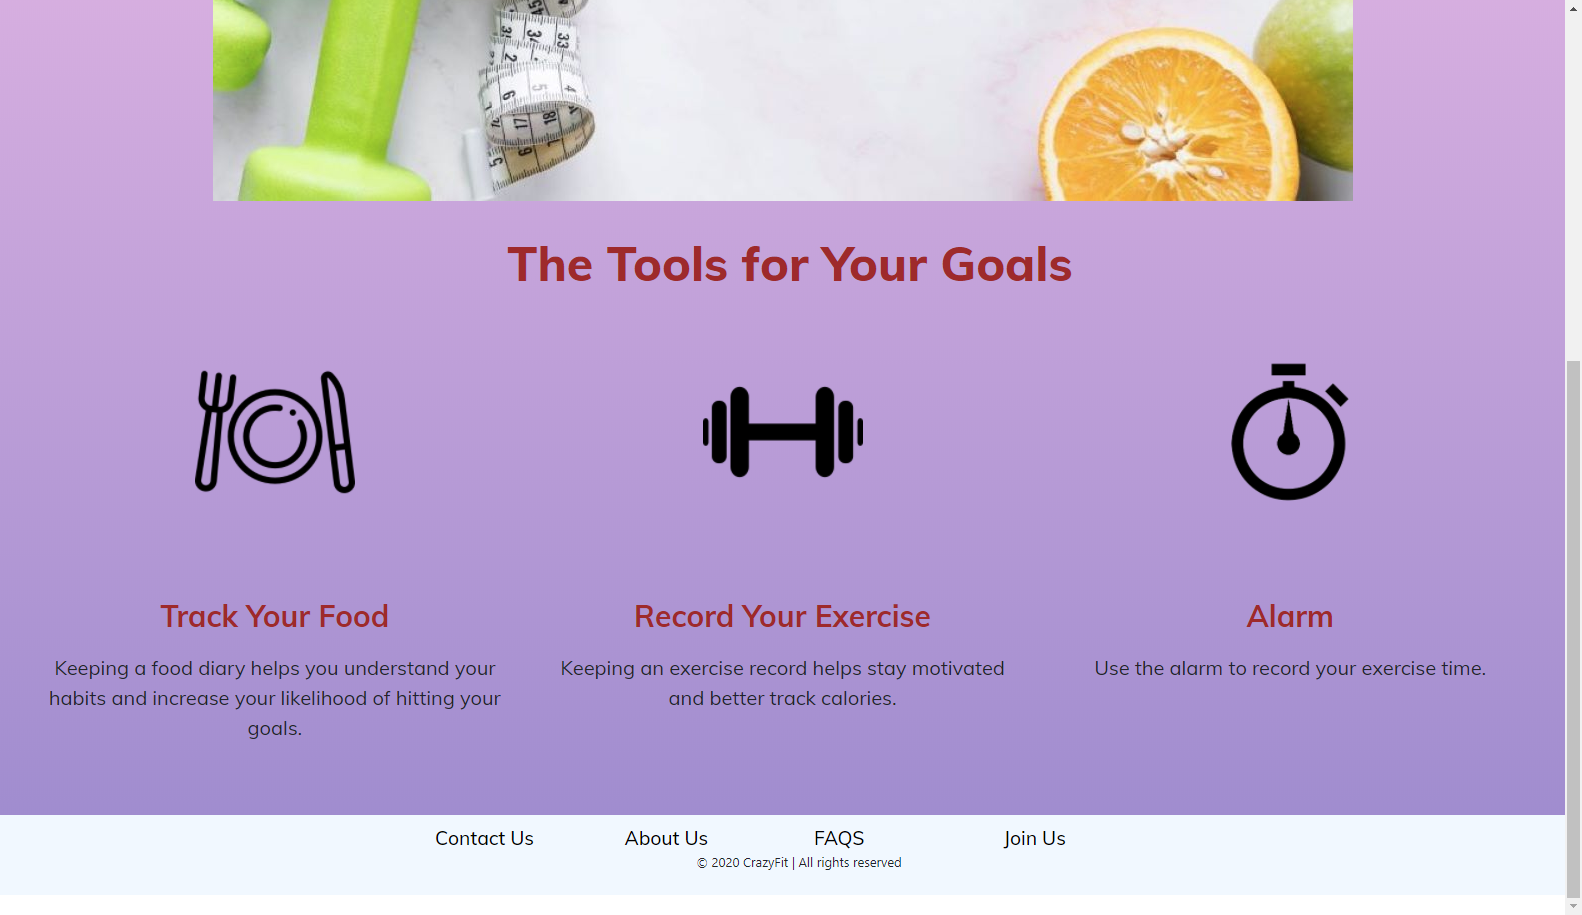 The Tools for Your Goals
Track Your Food
Keeping a food diary helps you understand your
habits and increase your likelihood of hitting your
goals.
Record Your Exercise
Keeping an exercise record helps stay motivated
and better track calories.
Alarm
Use the alarm to record your exercise time.
Contact Us About Us FAQS Join Us
© 2020 CrazyFit | All rights reserved